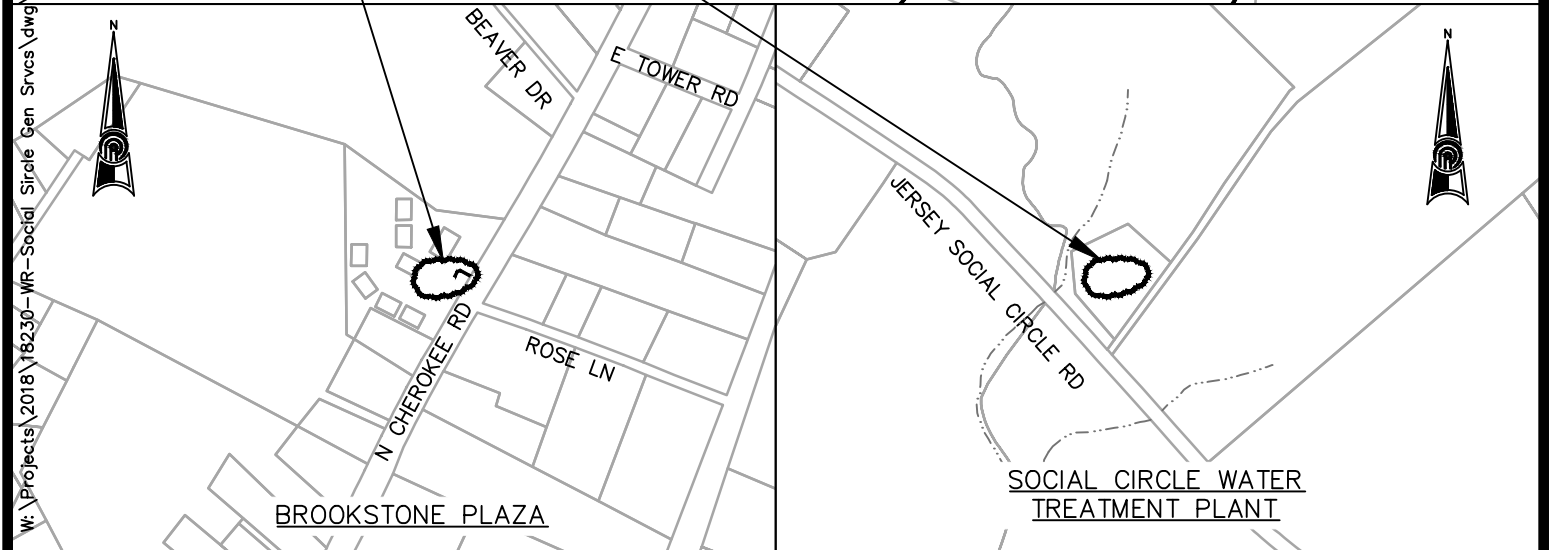 W:\Projects\2018\18230-WR-Social Sircle Gen Srvcs\dwg\
N
BEAVER DR
E TOWER RD
N CHEROKEE RD
ROSE LN
BROOKSTONE PLAZA
N
JERSEY SOCIAL CIRCLE RD
SOCIAL CIRCLE WATER
TREATMENT PLANT